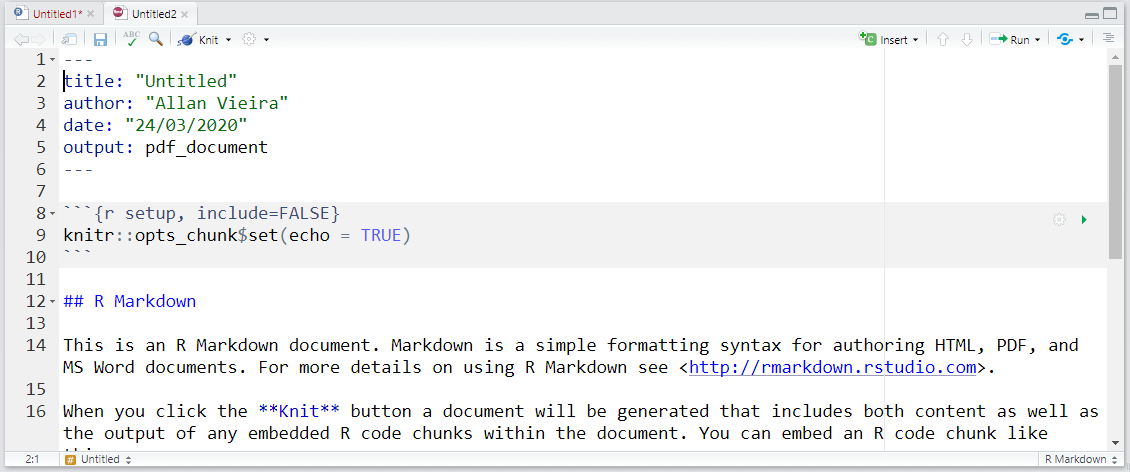 Untitled1* Untitled2
ABC Knit Insert Run
1 ---
2 title: "Untitled"
3 author: "Allan Vieira"
4 date: "24/03/2020"
5 output: pdf_document
6 ---
7
8 ```{r setup, include=FALSE}
9 knitr::opts_chunk$set(echo = TRUE)
10 ```
11
12 ## R Markdown
13
14 This is an R Markdown document. Markdown is a simple formatting syntax for authoring HTML, PDF, and
MS Word documents. For more details on using R Markdown see <http://rmarkdown.rstudio.com>.
15
16 When you click the **Knit** button a document will be generated that includes both content as well as
the output of any embedded R code chunks within the document. You can embed an R code chunk like
2:1 # Untitled R Markdown